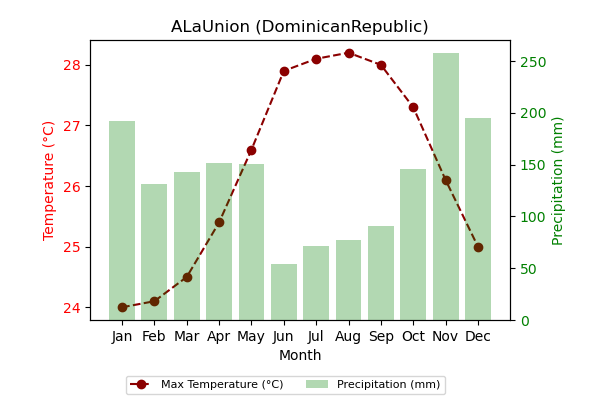 ALaUnion (DominicanRepublic)
28
27
26
25
24
Temperature (°C)
250
200
150
100
50
0
Precipitation (mm)
Jan Feb Mar Apr May Jun Jul Aug Sep Oct Nov Dec
Month
Max Temperature (°C) Precipitation (mm)